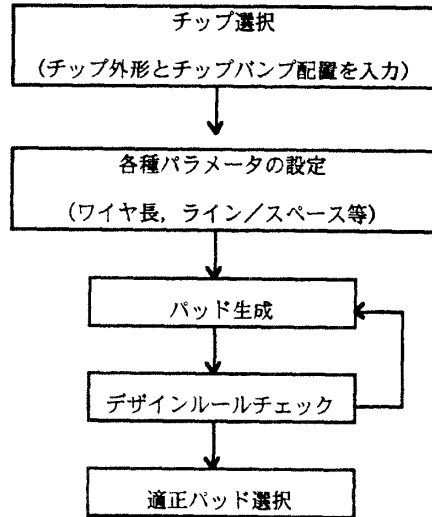 チップ選択
(チップ外形とチップバンプ配置を入力)
各種パラメータの設定
(ワイヤ長，ライン／スペース等)
パッド生成
デザインルールチェック
適正パッド選択